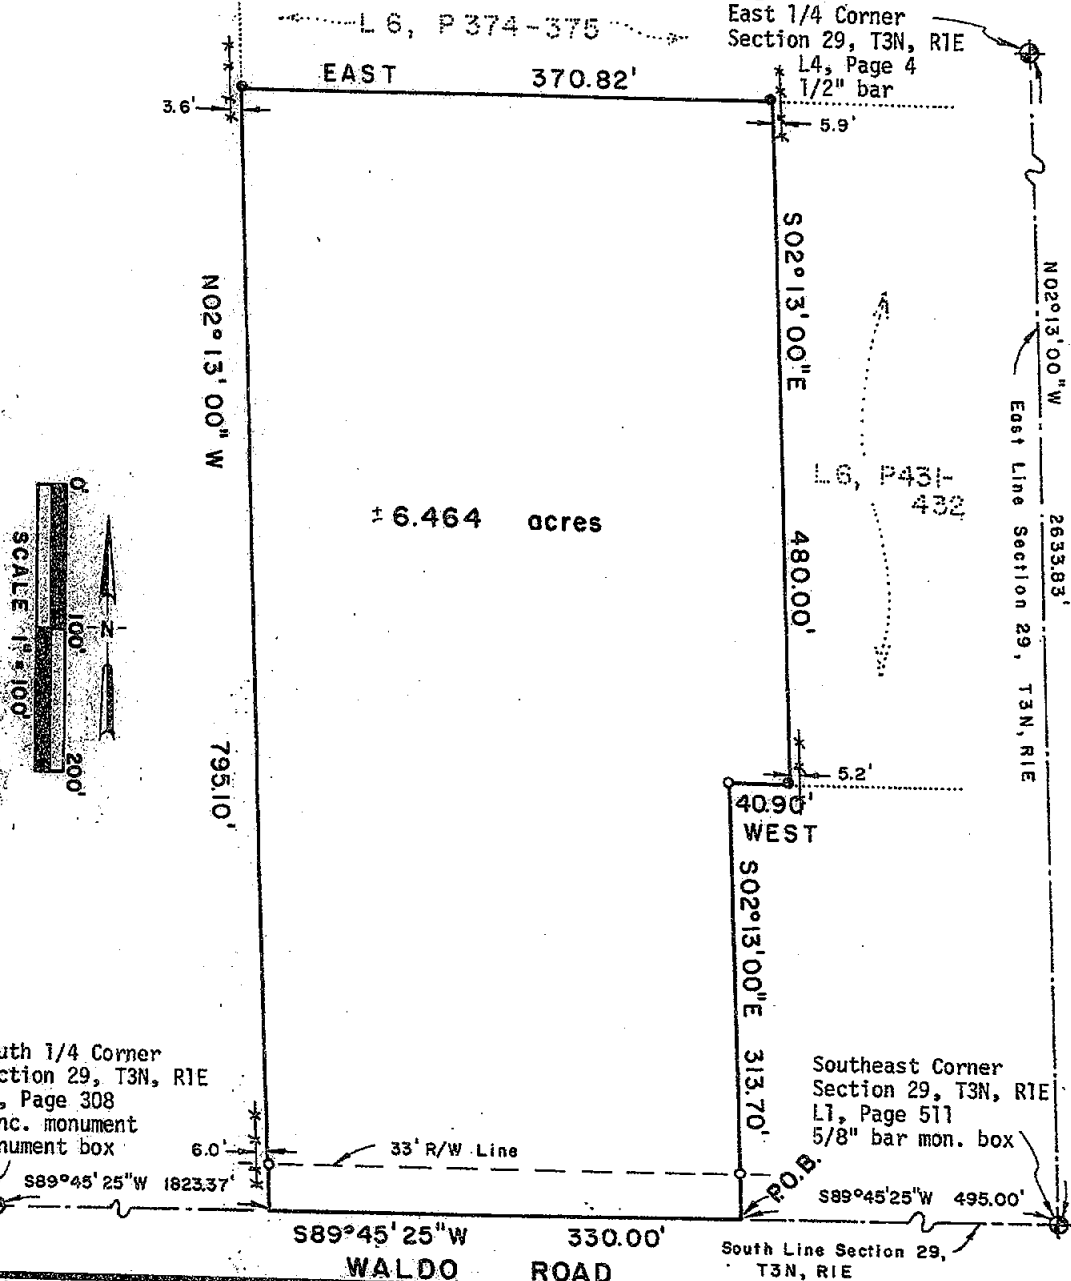 L 6, P 374-375
East 1/4 Corner
Section 29, T3N, R1E
L4, Page 4
1/2" bar
EAST 370.82'
3.6'
5.9'
S02°13'00"E
N02°13'00"W
N02°13'00"W
East Line Section 29, T3N, R1E
2633.83'
L6, P431-
432
± 6.464 acres
480.00'
0'
100'
200'
SCALE 1"=100'
N
795.10'
5.2'
40.90'
WEST
S02°13'00"E
313.70'
uth 1/4 Corner
ction 29, T3N, R1E
, Page 308
nc. monument
nument box
Southeast Corner
Section 29, T3N, R1E
L1, Page 511
5/8" bar mon. box
6.0'
33' R/W Line
P.O.B.
S89°45'25"W 1823.37'
S89°45'25"W 495.00'
S89°45'25"W 330.00'
WALDO ROAD
South Line Section 29,
T3N, R1E